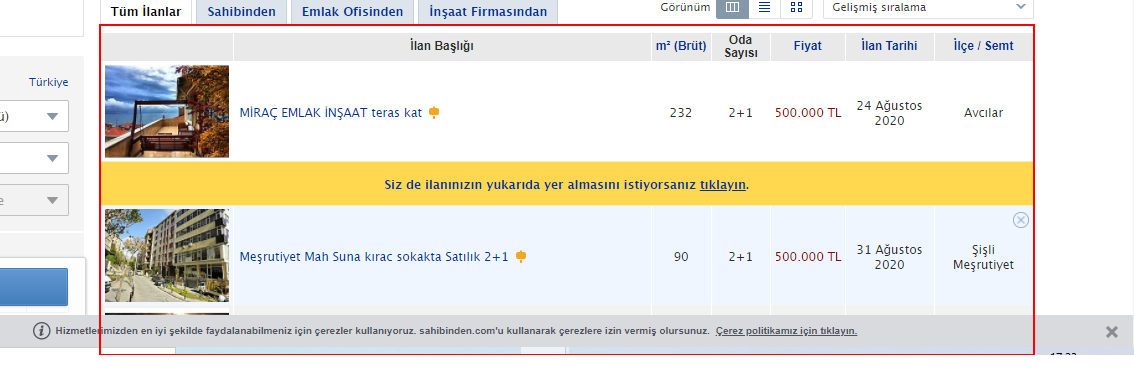 Tüm İlanlar
Sahibinden
Emlak Ofisinden
İnşaat Firmasından
Görünüm
Gelişmiş sıralama
İlan Başlığı
m² (Brüt)
Oda Sayısı
Fiyat
İlan Tarihi
İlçe / Semt
Türkiye
MİRAÇ EMLAK İNŞAAT teras kat
232
2+1
500.000 TL
24 Ağustos 2020
Avcılar
Siz de ilanınızın yukarıda yer almasını istiyorsanız tıklayın.
Meşrutiyet Mah Suna kırac sokakta Satılık 2+1
90
2+1
500.000 TL
31 Ağustos 2020
Şişli Meşrutiyet
Hizmetlerimizden en iyi şekilde faydalanabilmeniz için çerezler kullanıyoruz. sahibinden.com'u kullanarak çerezlere izin vermiş olursunuz. Çerez politikamız için tıklayın.